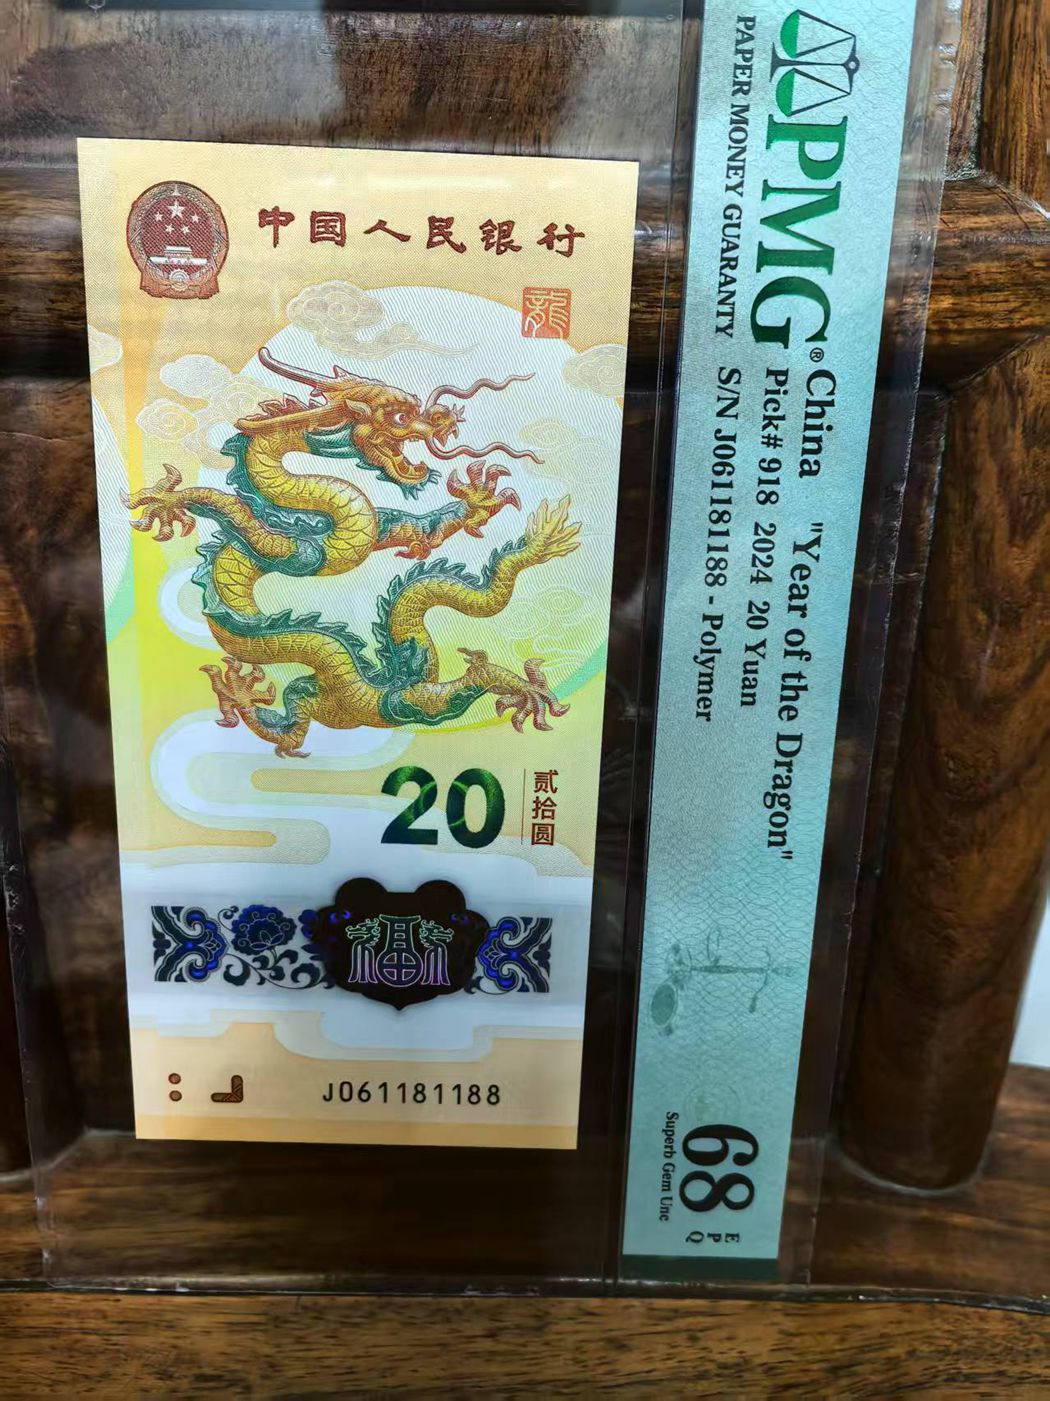 中国人民银行
龍
20
贰拾圆
福
J061181188
PMG®
PAPER MONEY GUARANTY
China "Year of the Dragon"
Pick# 918 2024 20 Yuan
S/N J061181188 - Polymer
68
EPQ
Superb Gem Unc